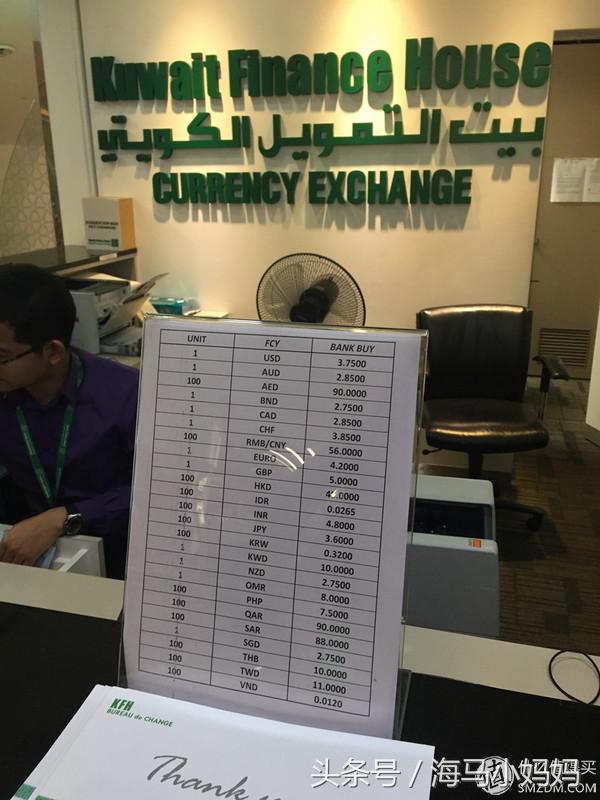 Kuwait Finance House
بيت التمويل الكويتي
CURRENCY EXCHANGE
UNIT FCY BANK BUY
1 USD 3.7500
1 AUD 2.8500
100 AED 90.0000
1 BND 2.7500
1 CAD 2.8500
1 CHF 3.8500
100 RMB/CNY 56.0000
1 EURO 4.2000
1 GBP 5.0000
100 HKD
100 IDR 0.0265
100 INR 4.8000
100 JPY 3.6000
100 KRW 0.3200
1 KWD 10.0000
1 NZD 2.7500
1 OMR 8.0000
100 PHP 7.5000
100 QAR 90.0000
100 SAR 88.0000
1 SGD 2.7500
100 THB 10.0000
100 TWD 11.0000
100 VND 0.0120
KFH
BUREAU de CHANGE
Thank
头条号 / 海马小妈妈
SMZDM.COM